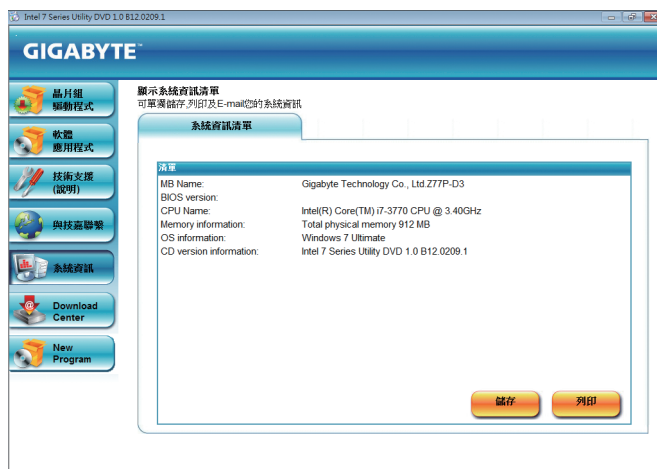 Intel 7 Series Utility DVD 1.0 B12.0209.1
GIGABYTE™
晶片組
驅動程式
軟體
應用程式
技術支援
(說明)
與技嘉聯繫
系統資訊
Download
Center
New
Program
顯示系統資訊清單
可單獨儲存,列印及E-mail您的系統資訊
系統資訊清單
清單
MB Name: Gigabyte Technology Co., Ltd.Z77P-D3
BIOS version:
CPU Name: Intel(R) Core(TM) i7-3770 CPU @ 3.40GHz
Memory information: Total physical memory 912 MB
OS information: Windows 7 Ultimate
CD version information: Intel 7 Series Utility DVD 1.0 B12.0209.1
儲存 列印